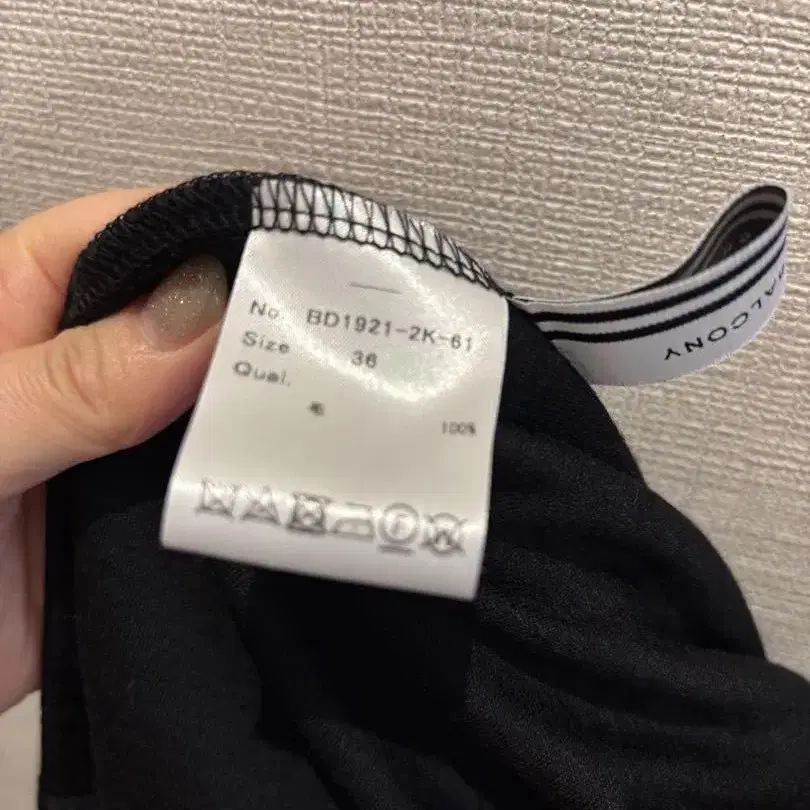 No. BD1921-2K-61
Size 36
Qual.
毛 100%
F
BALCONY